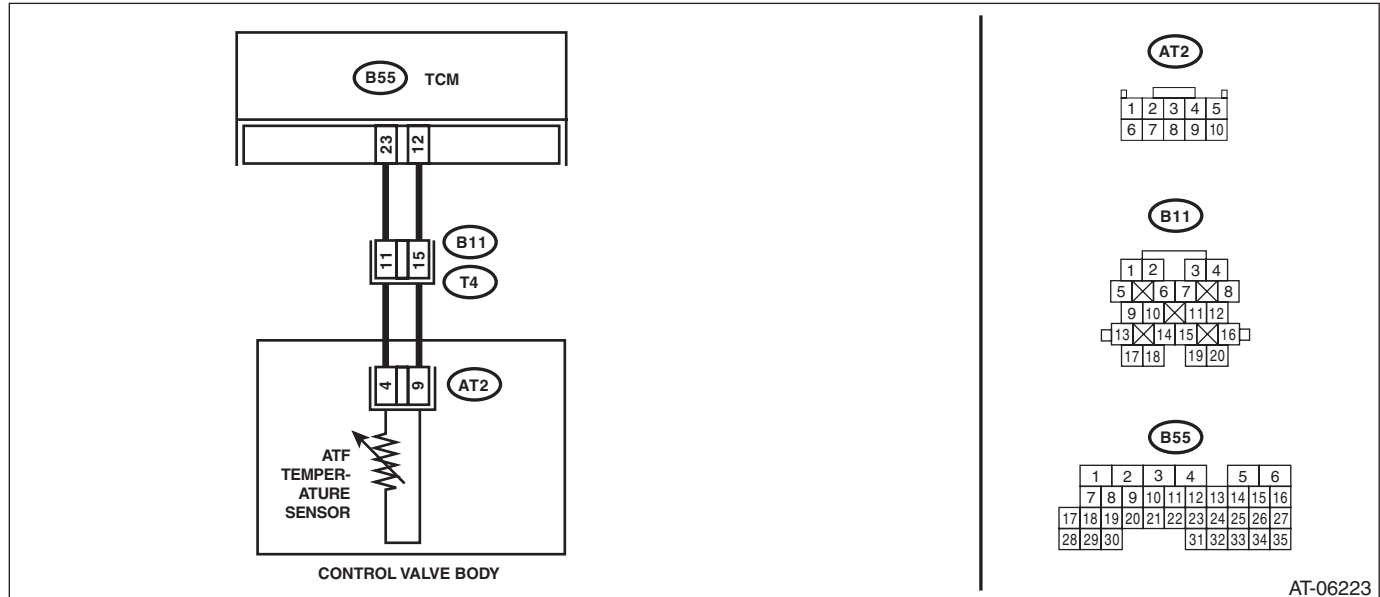 B55 TCM
23 12
11 15
B11
T4
4 9
AT2
ATF
TEMPER-
ATURE
SENSOR
CONTROL VALVE BODY
AT2
1 2 3 4 5
6 7 8 9 10
B11
1 2 3 4
5 6 7 8
9 10 11 12
13 14 15 16
17 18 19 20
B55
1 2 3 4 5 6
7 8 9 10 11 12 13 14 15 16
17 18 19 20 21 22 23 24 25 26 27
28 29 30 31 32 33 34 35
AT-06223